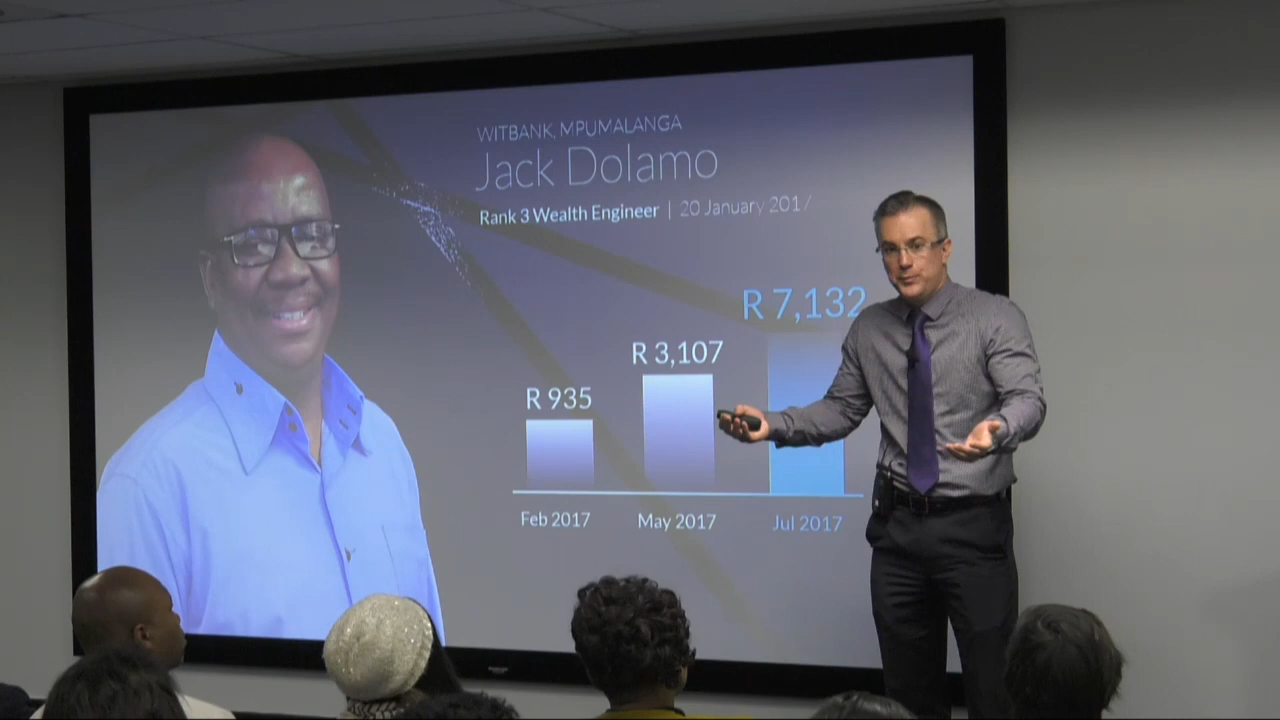 WITBANK, MPUMALANGA
Jack Dolamo
Rank 3 Wealth Engineer | 20 January 2017
R 7,132
R 3,107
R 935
Feb 2017
May 2017
Jul 2017